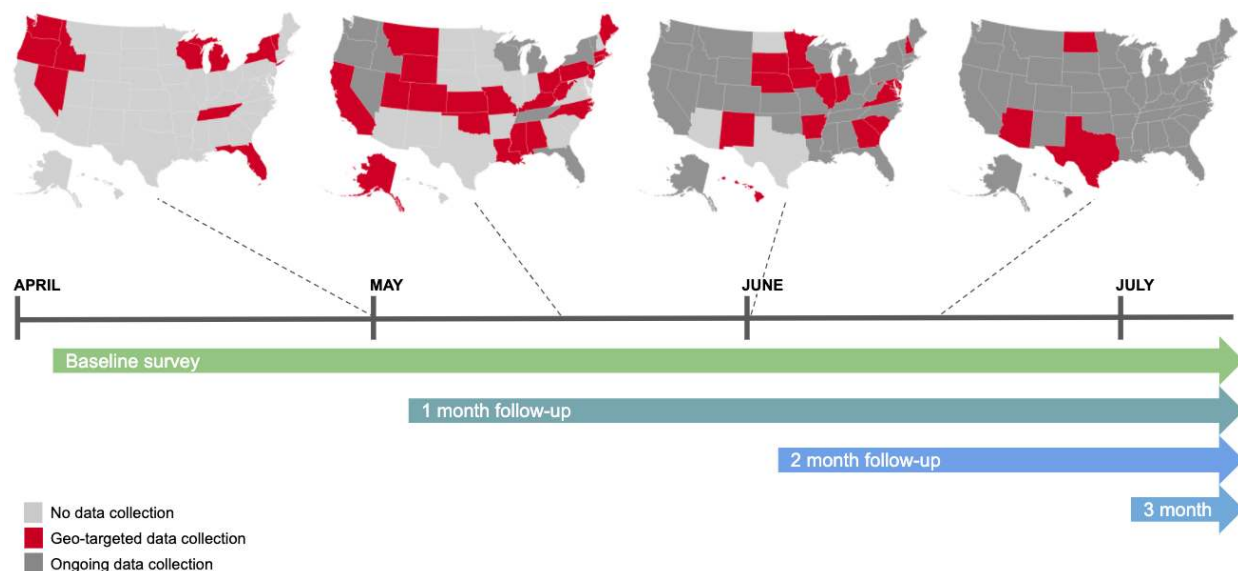 APRIL
MAY
JUNE
JULY
Baseline survey
1 month follow-up
2 month follow-up
3 month
No data collection
Geo-targeted data collection
Ongoing data collection